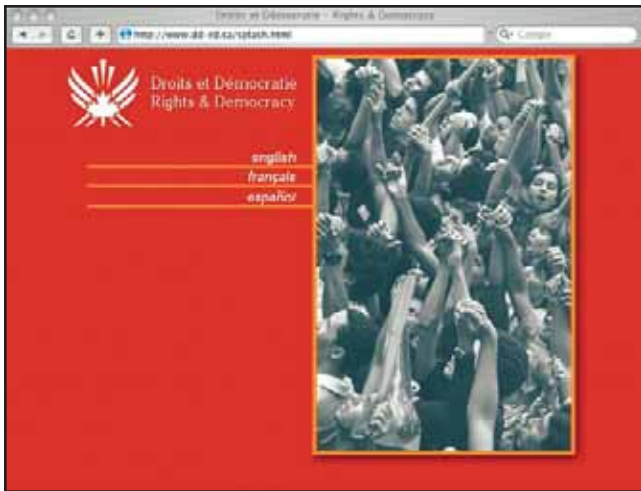 Droits et Démocratie - Rights & Democracy
http://www.dd-rd.ca/splash.html
Google
Droits et Démocratie
Rights & Democracy
english
français
español